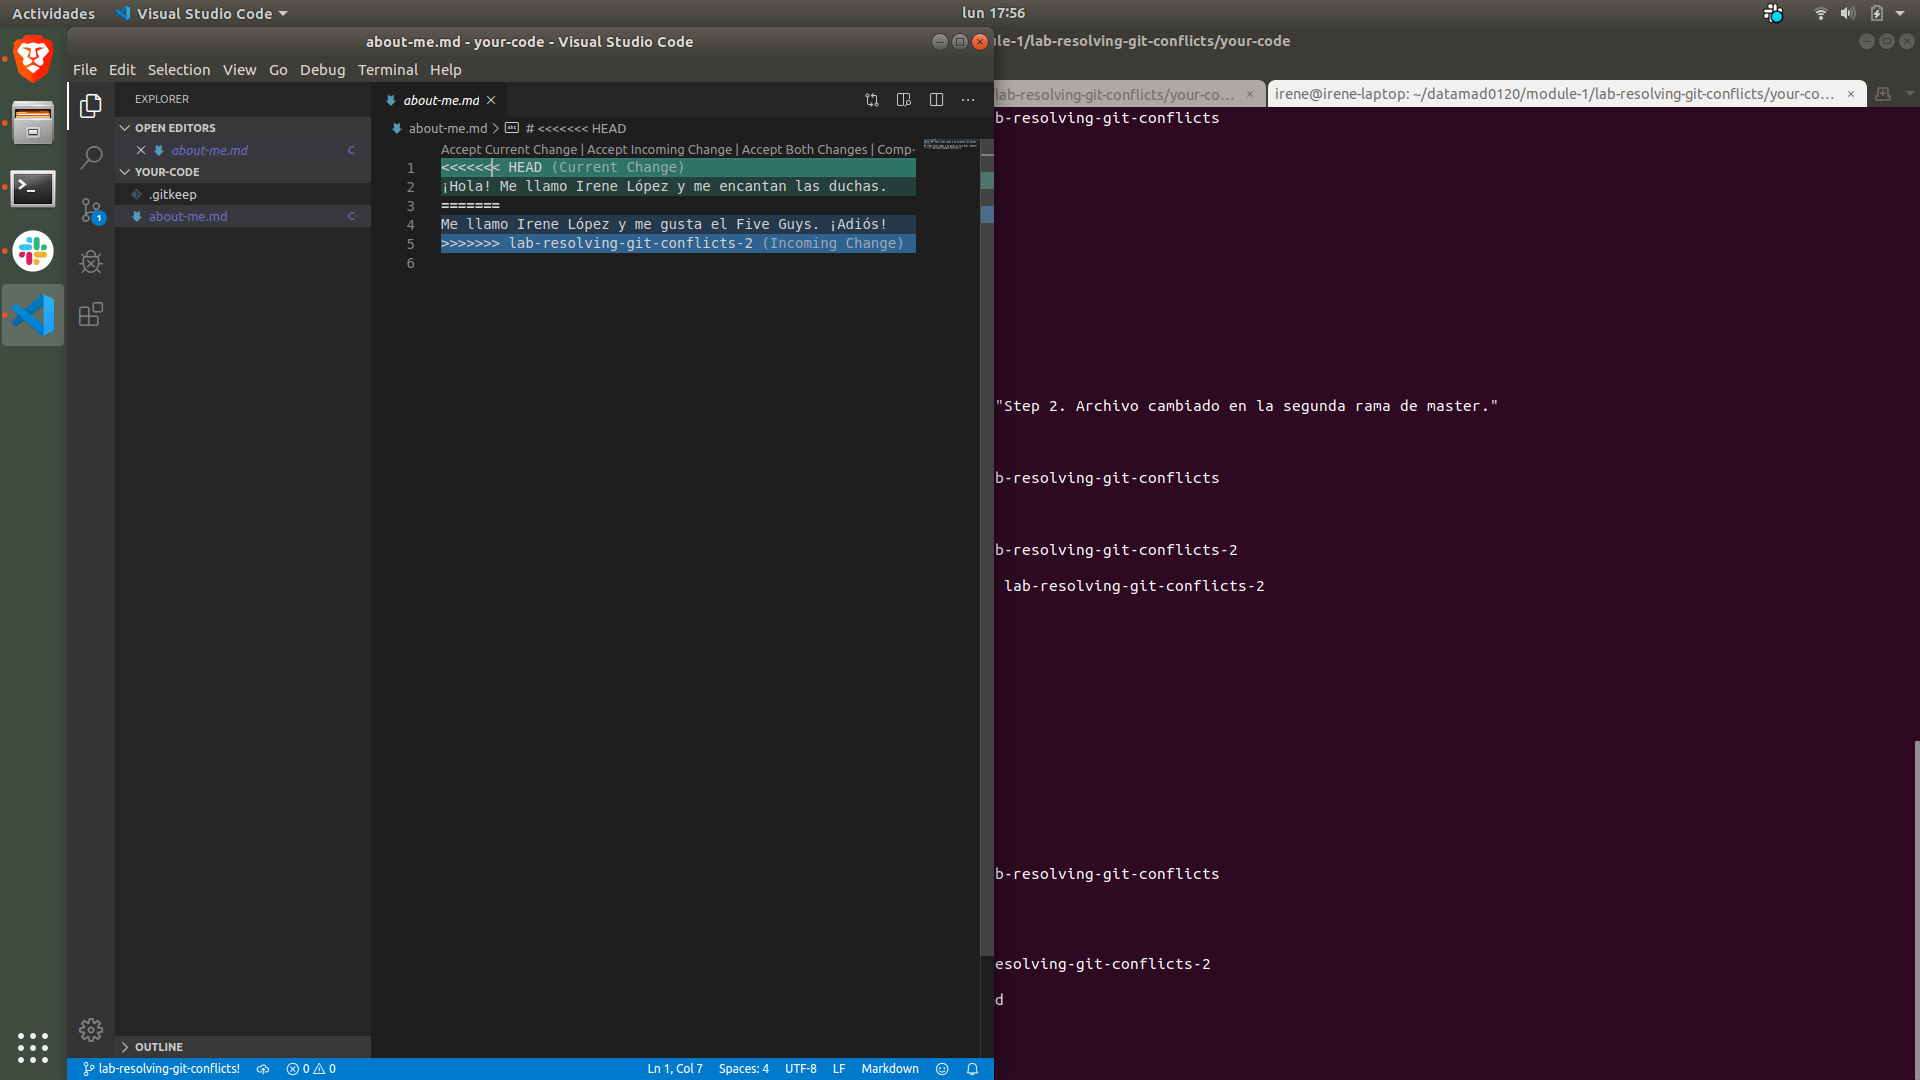 Actividades
Visual Studio Code
lun 17:56
about-me.md - your-code - Visual Studio Code
le-1/lab-resolving-git-conflicts/your-code
File Edit Selection View Go Debug Terminal Help
EXPLORER
OPEN EDITORS
about-me.md C
YOUR-CODE
.gitkeep
about-me.md C
OUTLINE
1
about-me.md
about-me.md > # <<<<<<< HEAD
Accept Current Change | Accept Incoming Change | Accept Both Changes | Comp
1 <<<<<<< HEAD (Current Change)
2 ¡Hola! Me llamo Irene López y me encantan las duchas.
3 =======
4 Me llamo Irene López y me gusta el Five Guys. ¡Adiós!
5 >>>>>>> lab-resolving-git-conflicts-2 (Incoming Change)
6
lab-resolving-git-conflicts! 0 0
Ln 1, Col 7 Spaces: 4 UTF-8 LF Markdown
lab-resolving-git-conflicts/your-co... ×
irene@irene-laptop: ~/datamad0120/module-1/lab-resolving-git-conflicts/your-co... ×
b-resolving-git-conflicts
"Step 2. Archivo cambiado en la segunda rama de master."
b-resolving-git-conflicts
b-resolving-git-conflicts-2
lab-resolving-git-conflicts-2
b-resolving-git-conflicts
esolving-git-conflicts-2
d